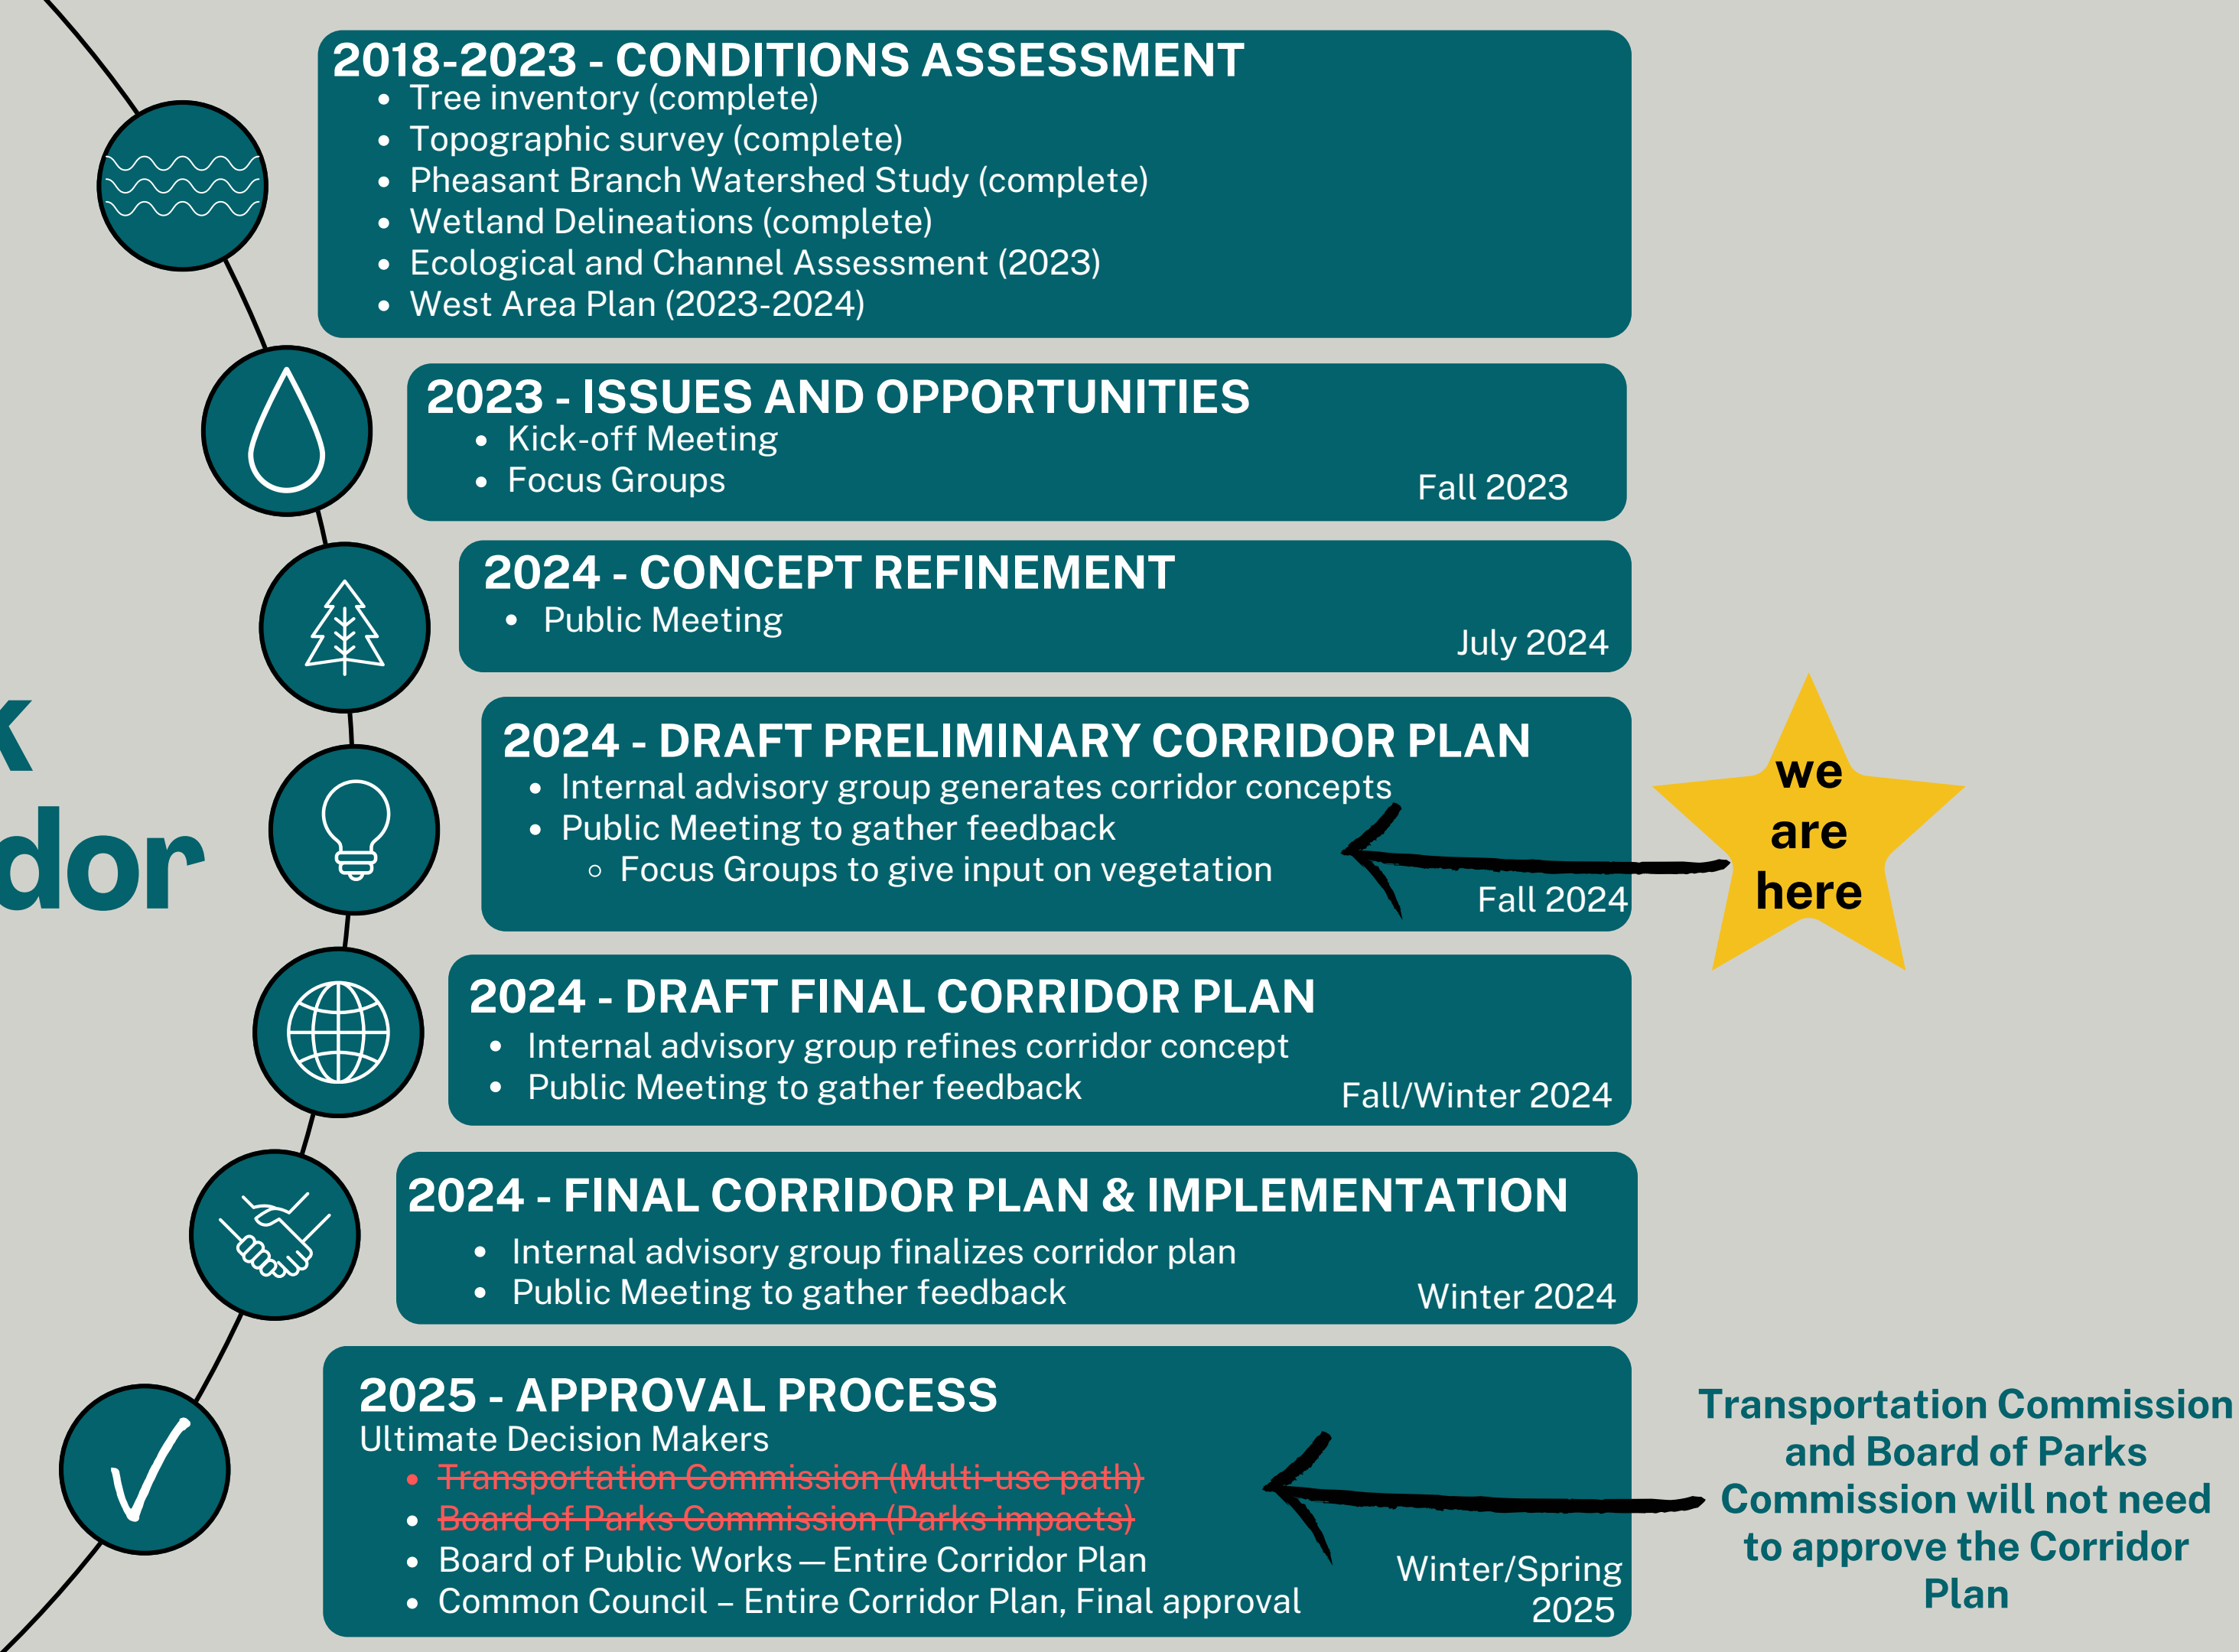 2018-2023 - CONDITIONS ASSESSMENT
• Tree inventory (complete)
• Topographic survey (complete)
• Pheasant Branch Watershed Study (complete)
• Wetland Delineations (complete)
• Ecological and Channel Assessment (2023)
• West Area Plan (2023-2024)
2023 - ISSUES AND OPPORTUNITIES
• Kick-off Meeting
• Focus Groups
Fall 2023
2024 - CONCEPT REFINEMENT
• Public Meeting
July 2024
k
dor
2024 - DRAFT PRELIMINARY CORRIDOR PLAN
• Internal advisory group generates corridor concepts
• Public Meeting to gather feedback
◦ Focus Groups to give input on vegetation
Fall 2024
we
are
here
2024 - DRAFT FINAL CORRIDOR PLAN
• Internal advisory group refines corridor concept
• Public Meeting to gather feedback
Fall/Winter 2024
2024 - FINAL CORRIDOR PLAN & IMPLEMENTATION
• Internal advisory group finalizes corridor plan
• Public Meeting to gather feedback
Winter 2024
2025 - APPROVAL PROCESS
Ultimate Decision Makers
• Transportation Commission (Multi-use path)
• Board of Parks Commission (Parks impacts)
• Board of Public Works — Entire Corridor Plan
• Common Council – Entire Corridor Plan, Final approval
Winter/Spring
2025
Transportation Commission
and Board of Parks
Commission will not need
to approve the Corridor
Plan